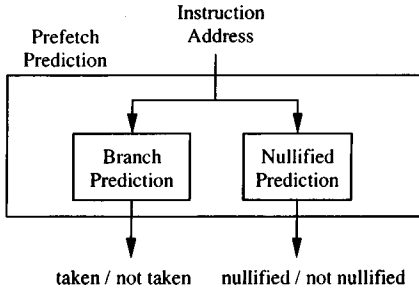 Instruction
Address
Prefetch
Prediction
Branch
Prediction
Nullified
Prediction
taken / not taken
nullified / not nullified